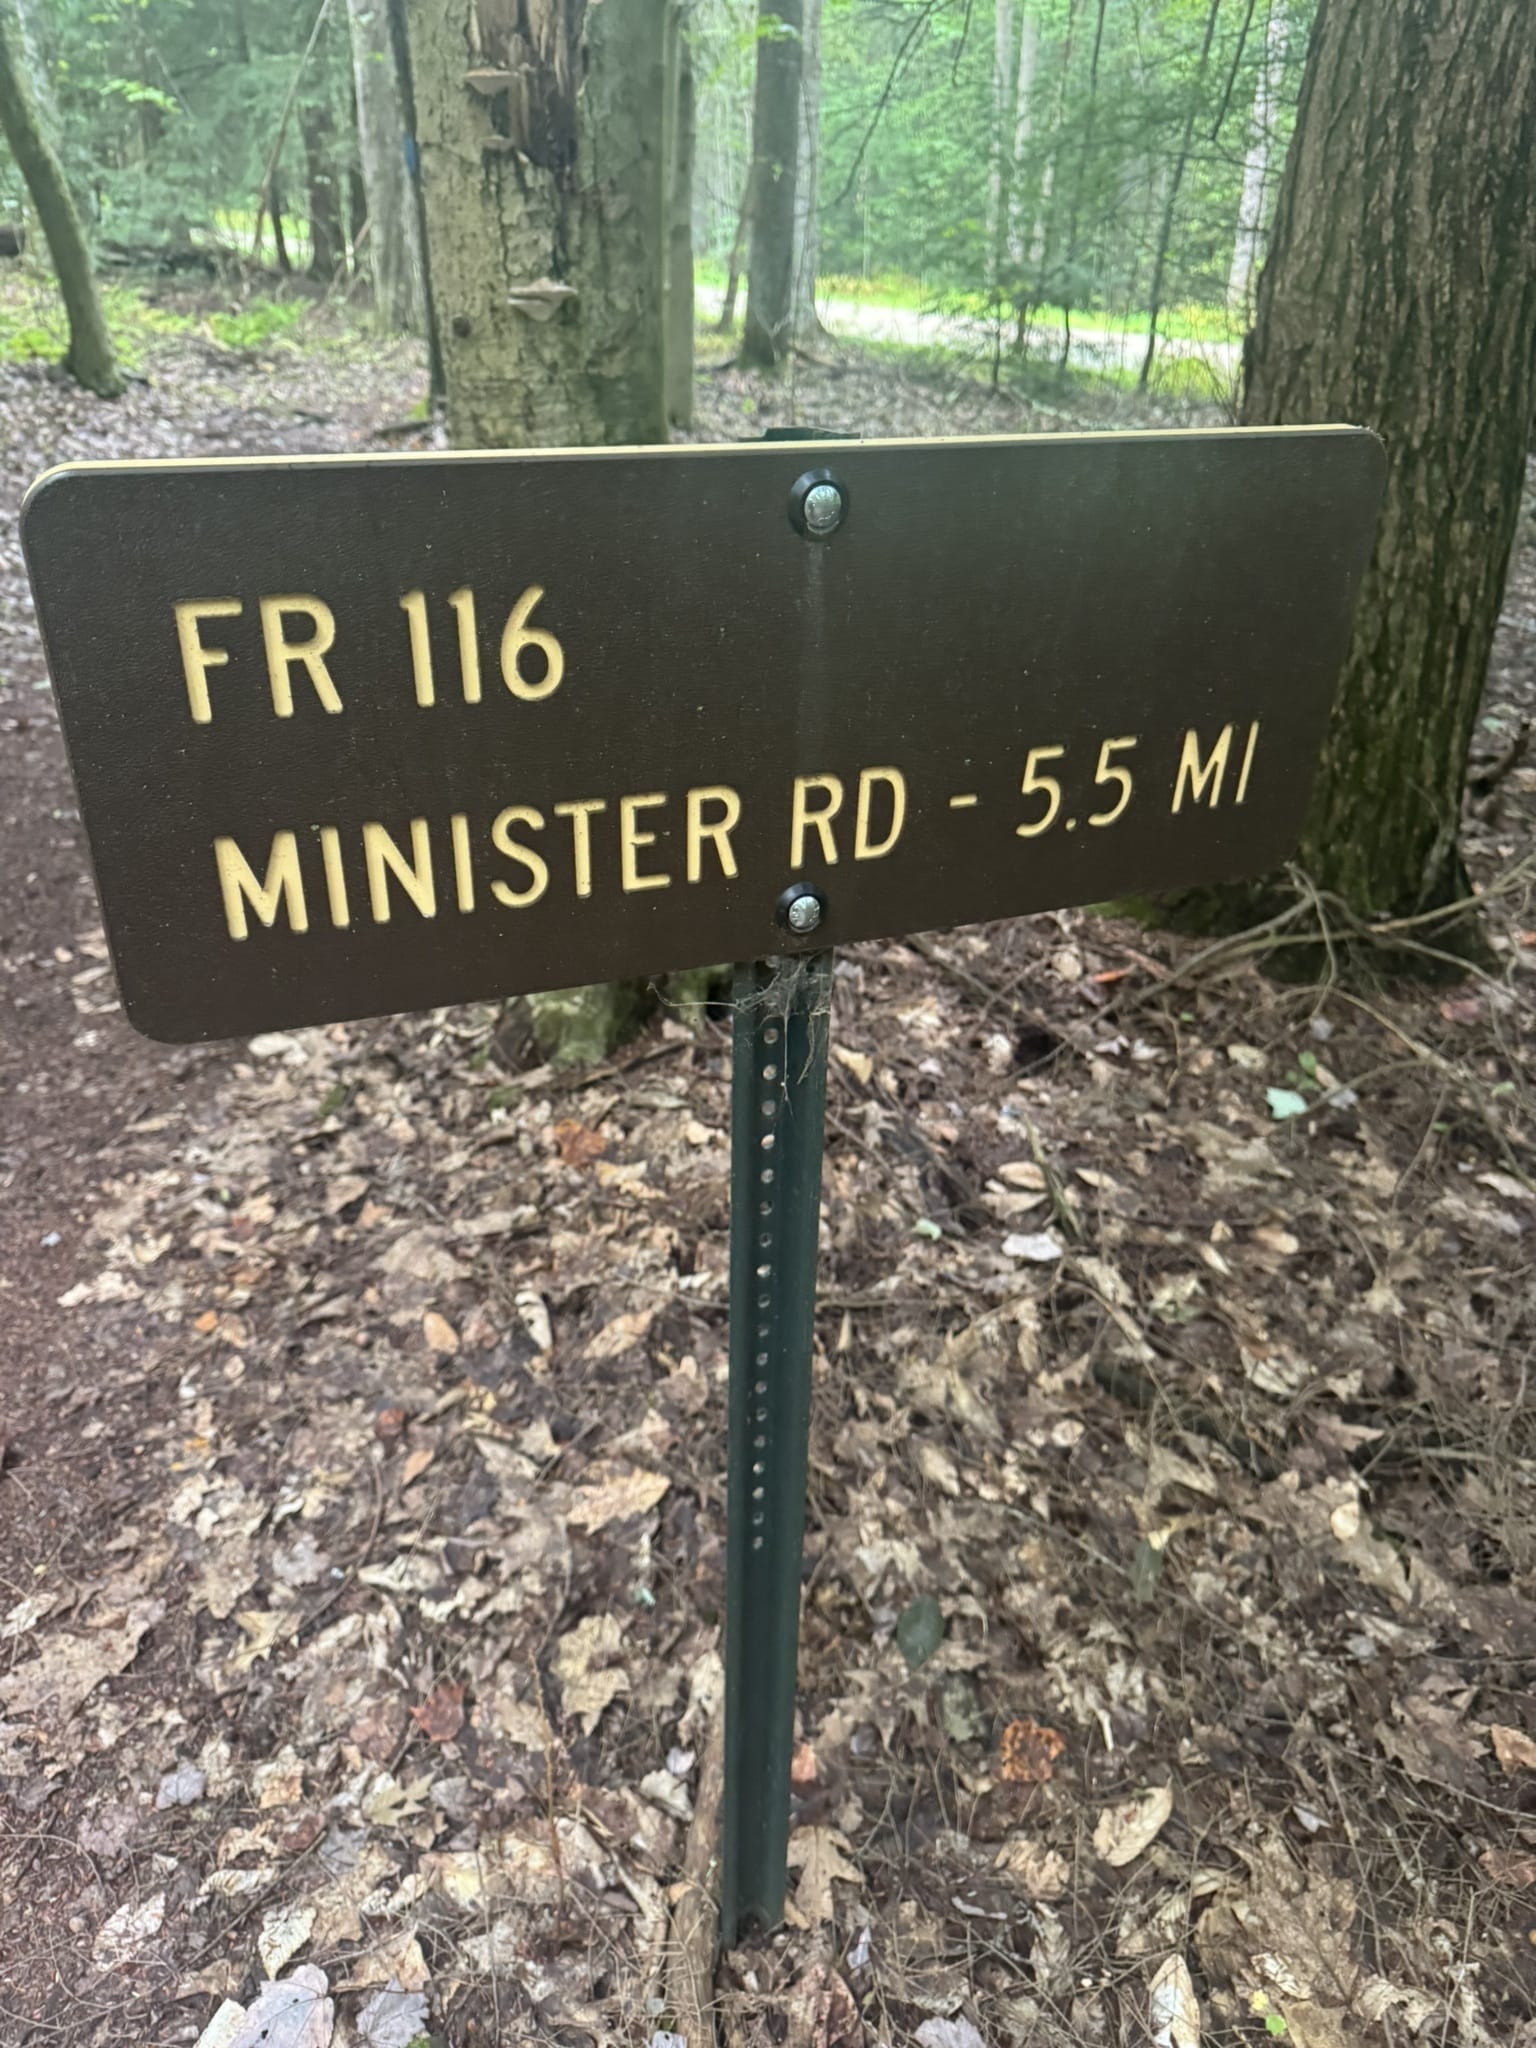 FR 116
MINISTER RD - 5.5 MI